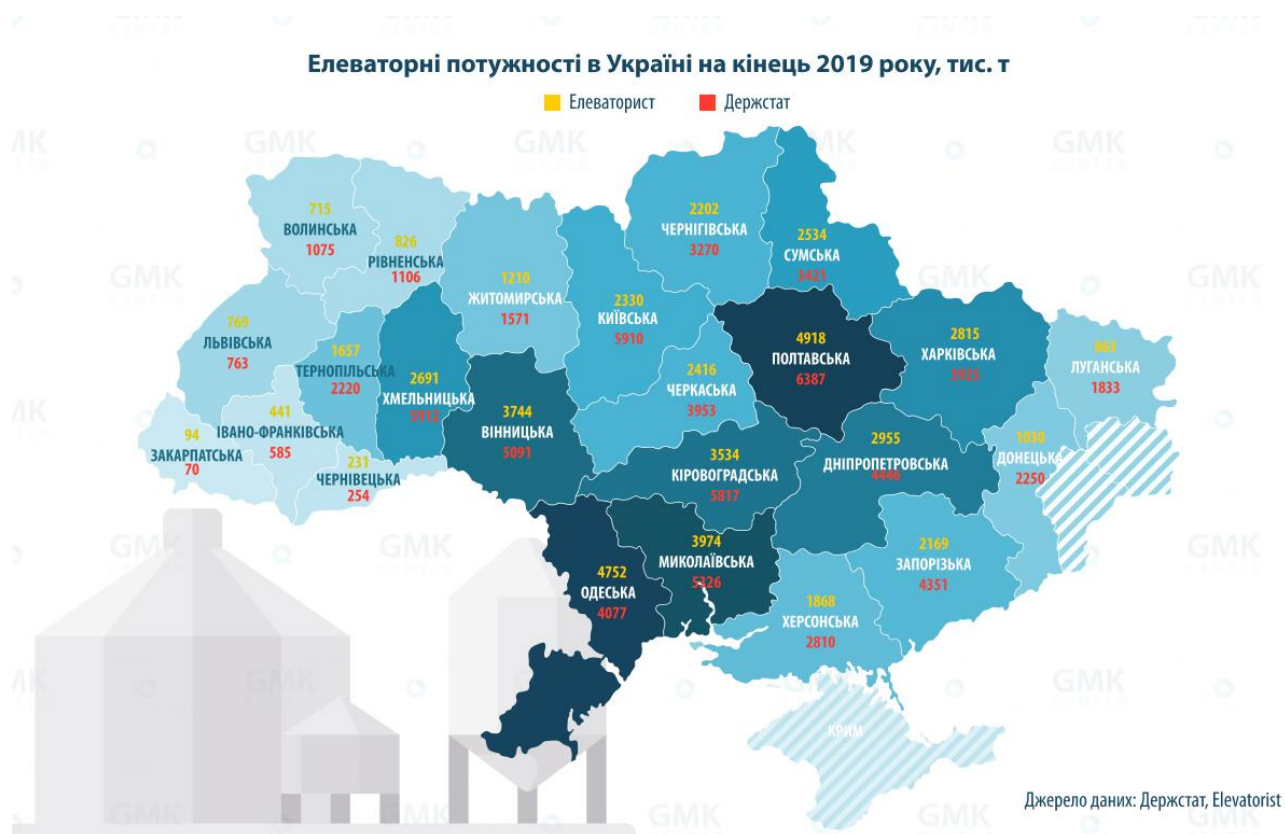 Елеваторні потужності в Україні на кінець 2019 року, тис. т
Елеваторист
Держстат
715
ВОЛИНСЬКА
1075
826
РІВНЕНСЬКА
1106
1210
ЖИТОМИРСЬКА
1571
2330
КИЇВСЬКА
5910
2202
ЧЕРНІГІВСЬКА
3270
2534
СУМСЬКА
3421
769
ЛЬВІВСЬКА
763
1657
ТЕРНОПІЛЬСЬКА
2220
2691
ХМЕЛЬНИЦЬКА
3744
ВІННИЦЬКА
5091
2416
ЧЕРКАСЬКА
3953
4918
ПОЛТАВСЬКА
6387
2815
ХАРКІВСЬКА
3925
863
ЛУГАНСЬКА
1833
94
ЗАКАРПАТСЬКА
70
441
ІВАНО-ФРАНКІВСЬКА
585
231
ЧЕРНІВЕЦЬКА
254
3534
КІРОВОГРАДСЬКА
5817
2955
ДНІПРОПЕТРОВСЬКА
4446
1030
ДОНЕЦЬКА
2250
4752
ОДЕСЬКА
4077
3974
МИКОЛАЇВСЬКА
5326
1868
ХЕРСОНСЬКА
2810
2169
ЗАПОРІЗЬКА
4351
КРИМ
Джерело даних: Держстат, Elevatorist
GMK
CENTER